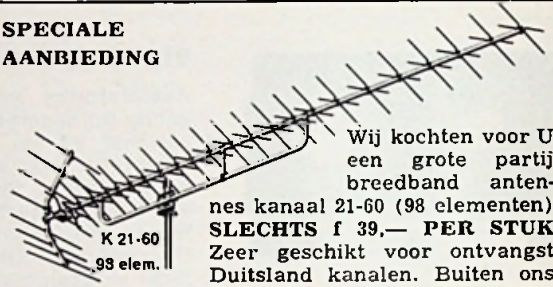 SPECIALE
AANBIEDING
Wij kochten voor U
een grote partij
breedband anten-
nes kanaal 21-60 (98 elementen)
SLECHTS f 39,— PER STUK
Zeer geschikt voor ontvangst
Duitsland kanalen. Buiten ons
K 21-60
98 elem.